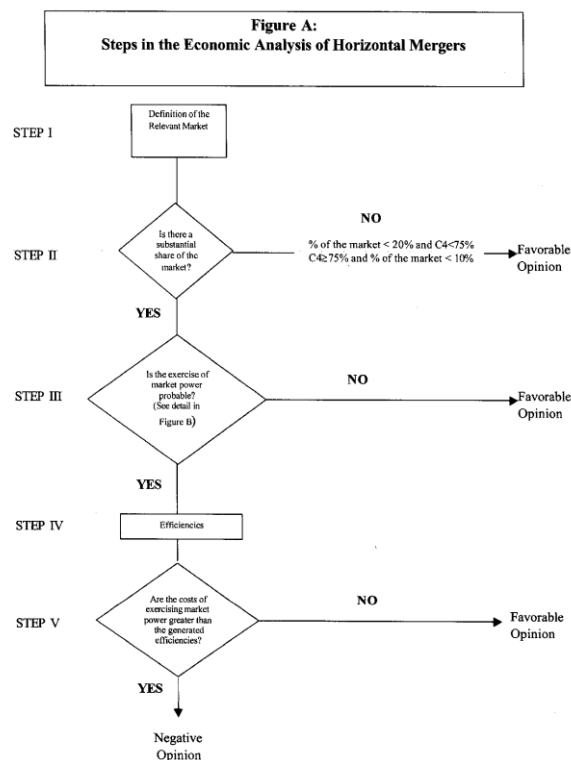 Figure A:
Steps in the Economic Analysis of Horizontal Mergers
STEP I
Definition of the
Relevant Market
STEP II
Is there a
substantial
share of the
market?
NO
% of the market < 20% and C4<75%
C4≥75% and % of the market < 10%
Favorable
Opinion
YES
STEP III
Is the exercise of
market power
probable?
(See detail in
Figure B)
NO
Favorable
Opinion
YES
STEP IV
Efficiencies
STEP V
Are the costs of
exercising market
power greater than
the generated
efficiencies?
NO
Favorable
Opinion
YES
Negative
Opinion